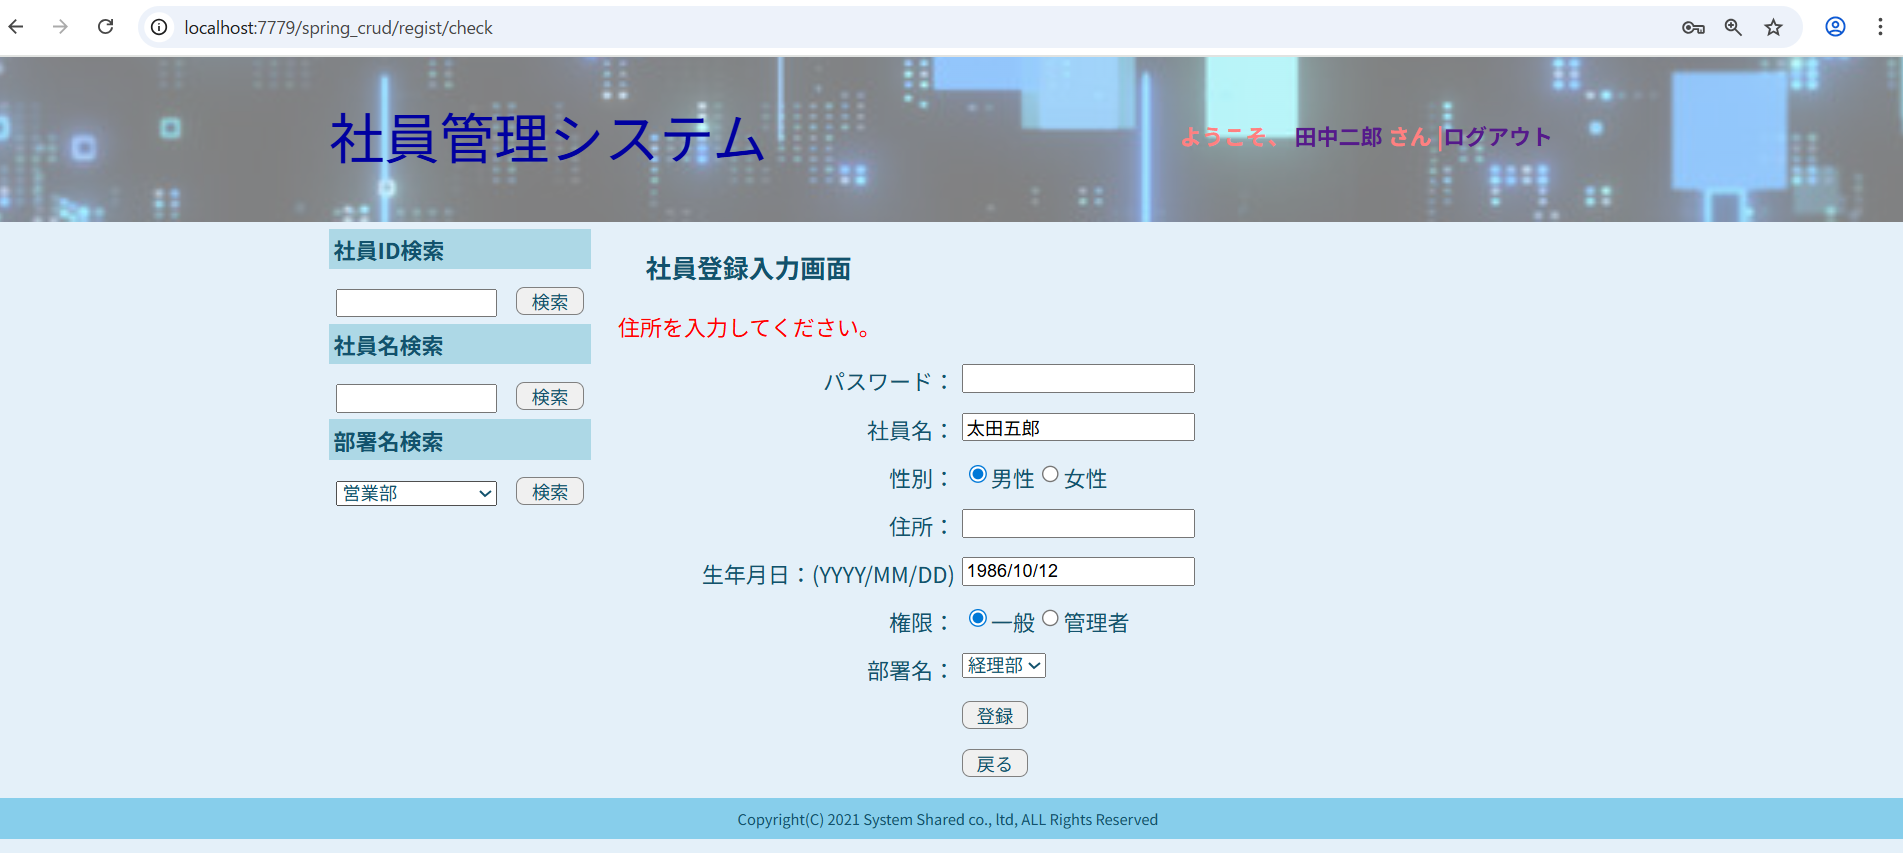 localhost:7779/spring_crud/regist/check
社員管理システム
ようこそ、 田中二郎 さん |ログアウト
社員ID検索
検索
社員名検索
検索
部署名検索
営業部 検索
社員登録入力画面
住所を入力してください。
パスワード：
社員名： 太田五郎
性別： 男性 女性
住所：
生年月日：(YYYY/MM/DD) 1986/10/12
権限： 一般 管理者
部署名： 経理部
登録
戻る
Copyright(C) 2021 System Shared co., ltd, ALL Rights Reserved